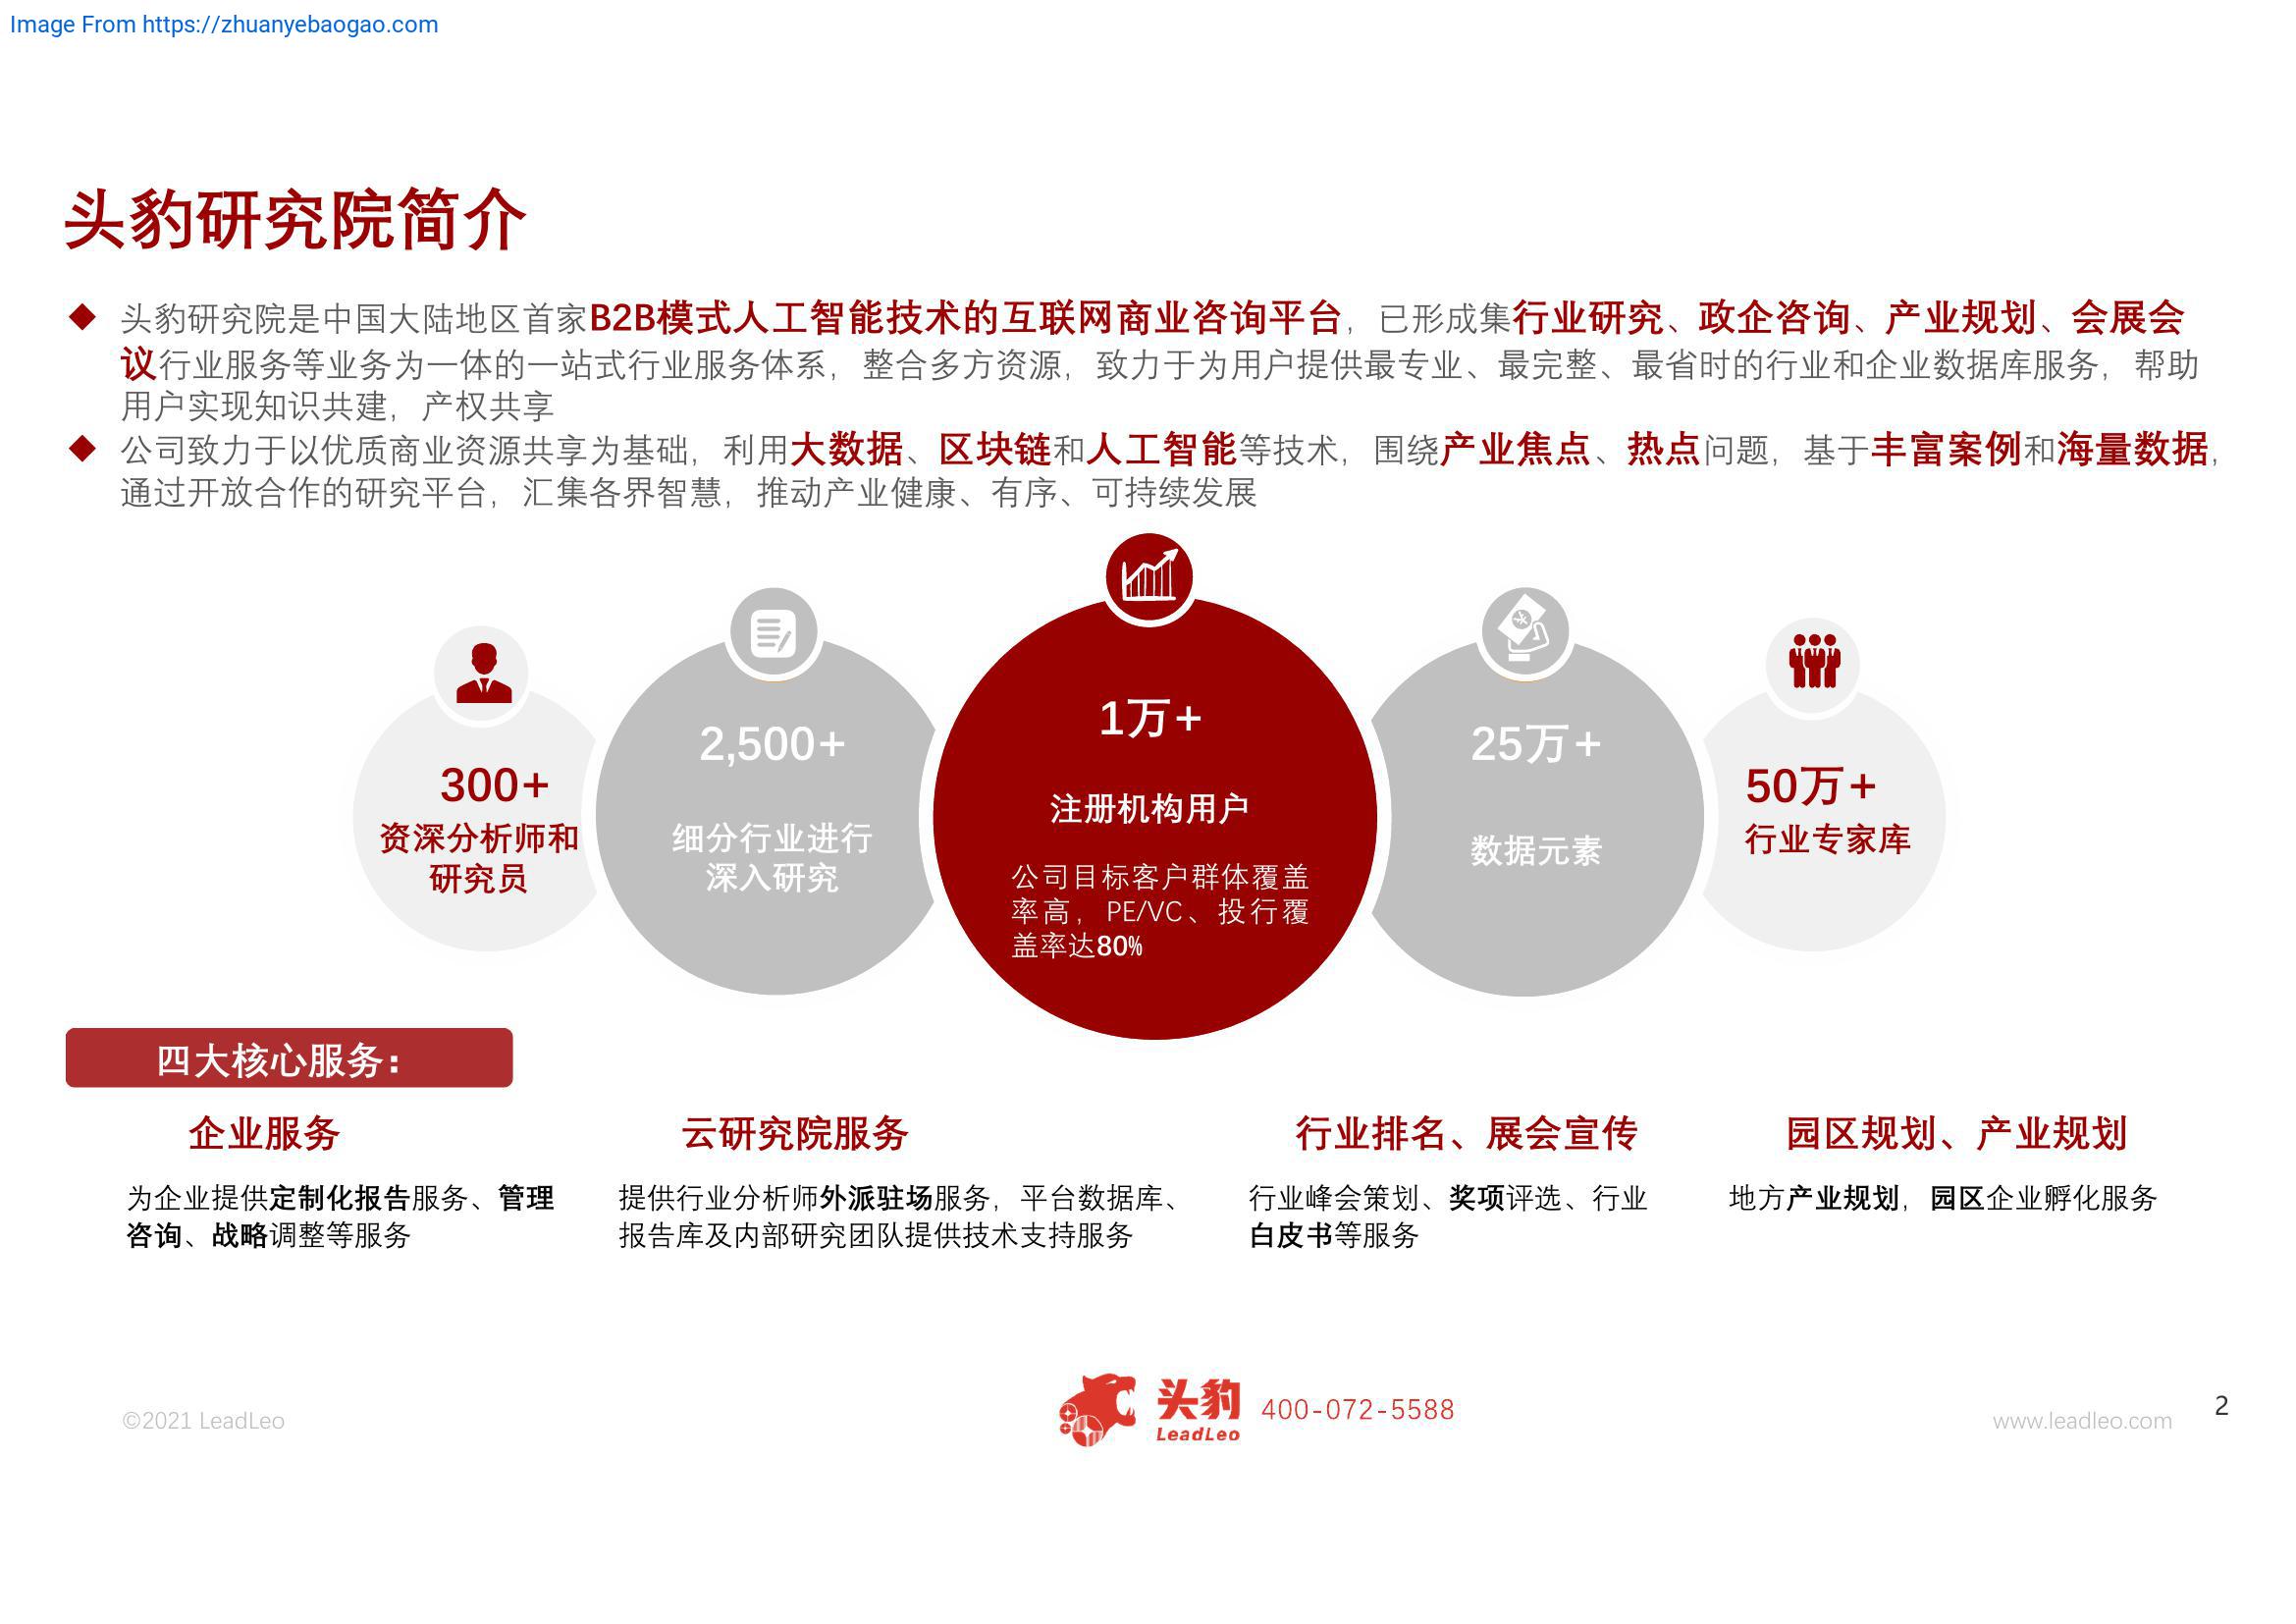 Image From https://zhuanyebaogao.com
头豹研究院简介
头豹研究院是中国大陆地区首家B2B模式人工智能技术的互联网商业咨询平台，已形成集行业研究、政企咨询、产业规划、会展会
议行业服务等业务为一体的一站式行业服务体系，整合多方资源，致力于为用户提供最专业、最完整、最省时的行业和企业数据库服务，帮助
用户实现知识共建，产权共享
公司致力于以优质商业资源共享为基础，利用大数据、区块链和人工智能等技术，围绕产业焦点、热点问题，基于丰富案例和海量数据，
通过开放合作的研究平台，汇集各界智慧，推动产业健康、有序、可持续发展
300+
资深分析师和
研究员
2,500+
细分行业进行
深入研究
1万+
注册机构用户
公司目标客户群体覆盖
率高，PE/VC、投行覆
盖率达80%
25万+
数据元素
50万+
行业专家库
四大核心服务：
企业服务
为企业提供定制化报告服务、管理
咨询、战略调整等服务
云研究院服务
提供行业分析师外派驻场服务，平台数据库、
报告库及内部研究团队提供技术支持服务
行业排名、展会宣传
行业峰会策划、奖项评选、行业
白皮书等服务
园区规划、产业规划
地方产业规划，园区企业孵化服务
©2021 LeadLeo
头豹
LeadLeo
400-072-5588
www.leadleo.com
2